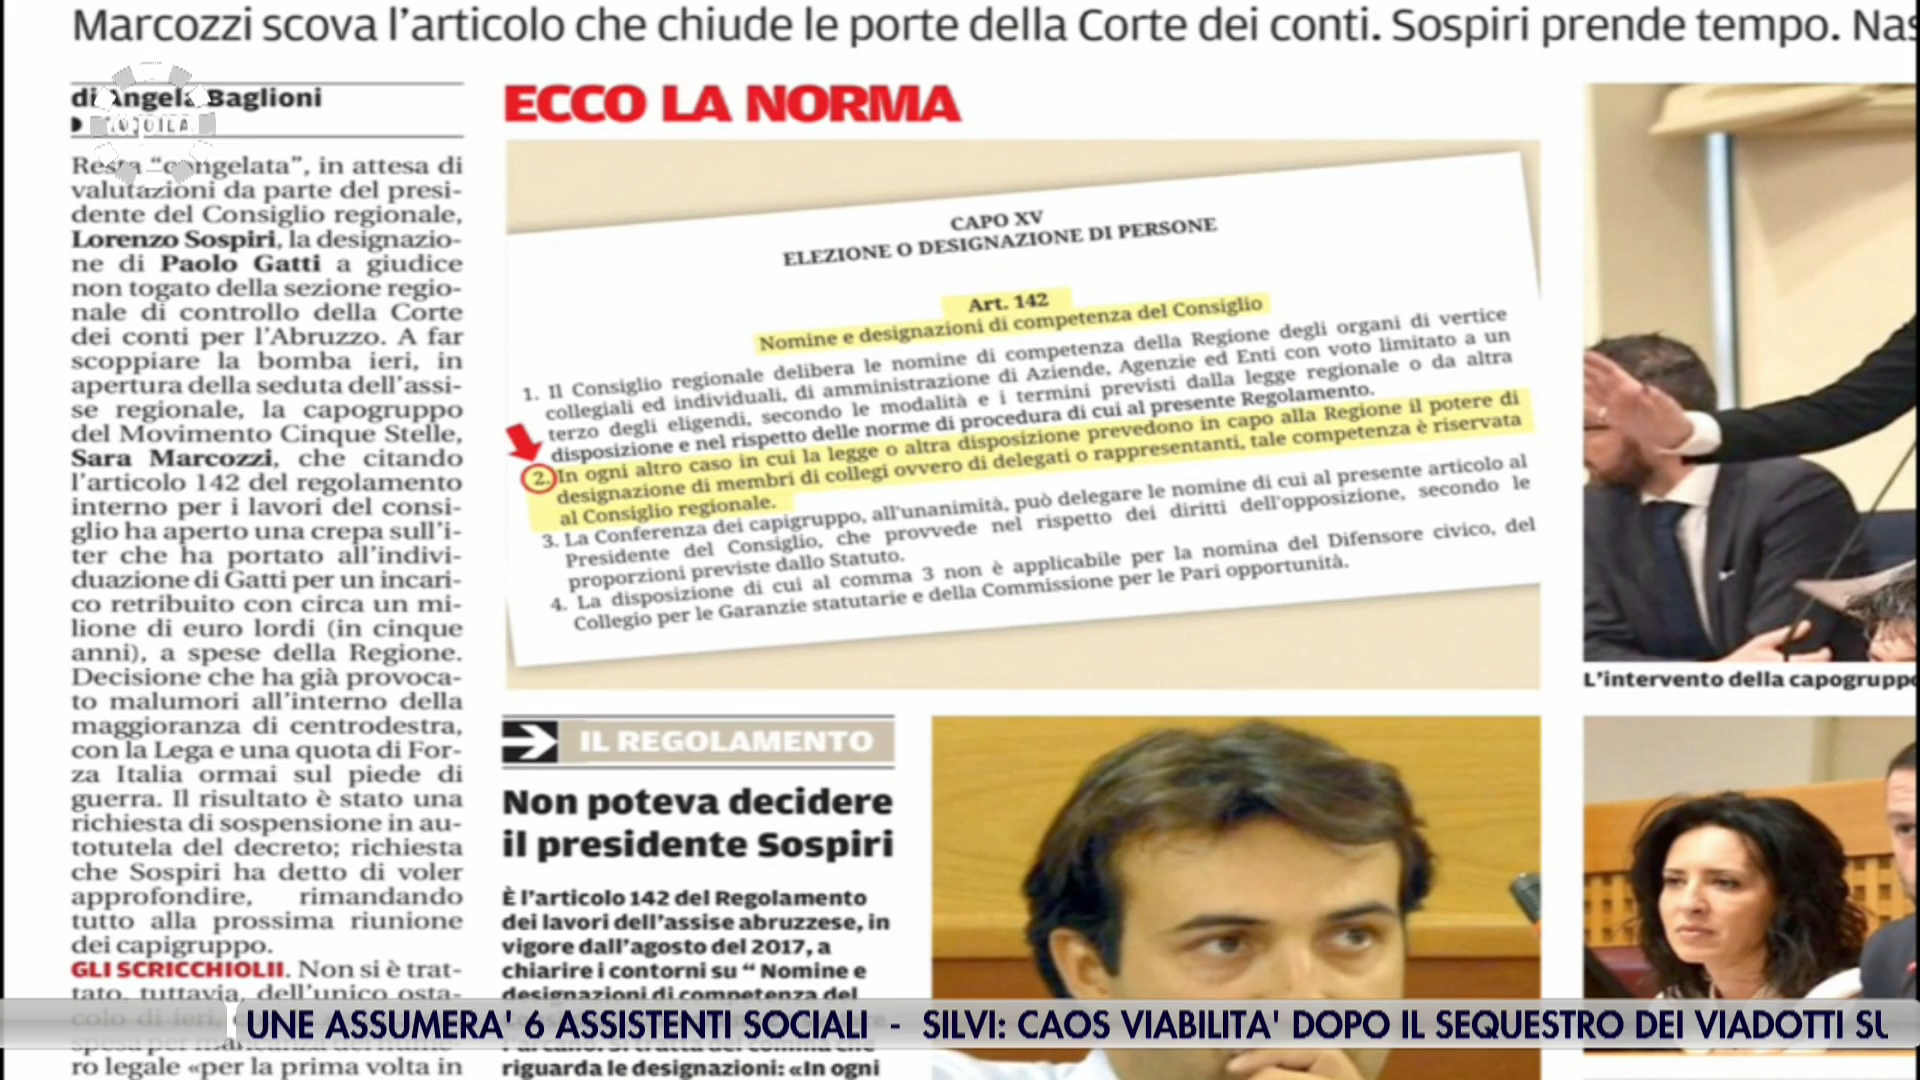 Marcozzi scova l'articolo che chiude le porte della Corte dei conti. Sospiri prende tempo.
di Angela Baglioni
Resta “congelata”, in attesa di
valutazioni da parte del presi-
dente del Consiglio regionale,
Lorenzo Sospiri, la designazio-
ne di Paolo Gatti a giudice
non togato della sezione regio-
nale di controllo della Corte
dei conti per l'Abruzzo. A far
scoppiare la bomba ieri, in
apertura della seduta dell'assi-
se regionale, la capogruppo
del Movimento Cinque Stelle,
Sara Marcozzi, che citando
l'articolo 142 del regolamento
interno per i lavori del consi-
glio ha aperto una crepa sull'i-
ter che ha portato all'indivi-
duazione di Gatti per un incari-
co retribuito con circa un mi-
lione di euro lordi (in cinque
anni), a spese della Regione.
Decisione che ha già provoca-
to malumori all'interno della
maggioranza di centrodestra,
con la Lega e una quota di For-
za Italia ormai sul piede di
guerra. Il risultato è stato una
richiesta di sospensione in au-
totutela del decreto; richiesta
che Sospiri ha detto di voler
approfondire, rimandando
tutto alla prossima riunione
dei capigruppo.
GLI SCRICCHIOLII. Non si è trat-
tato, tuttavia, dell'unico osta-
colo di ieri,
ro legale «per la prima volta in
ECCO LA NORMA
CAPO XV
ELEZIONE O DESIGNAZIONE DI PERSONE
Art. 142
Nomine e designazioni di competenza del Consiglio
1. Il Consiglio regionale delibera le nomine di competenza della Regione degli organi di vertice
collegiali ed individuali, di amministrazione di Aziende, Agenzie ed Enti con voto limitato a un
terzo degli eligendi, secondo le modalità e i termini previsti dalla legge regionale o da altra
disposizione e nel rispetto delle norme di procedura di cui al presente Regolamento.
2. In ogni altro caso in cui la legge o altra disposizione prevedono in capo alla Regione il potere di
designazione di membri di collegi ovvero di delegati o rappresentanti, tale competenza è riservata
al Consiglio regionale.
3. La Conferenza dei capigruppo, all'unanimità, può delegare le nomine di cui al presente articolo al
Presidente del Consiglio, che provvede nel rispetto dei diritti dell'opposizione, secondo le
proporzioni previste dallo Statuto.
4. La disposizione di cui al comma 3 non è applicabile per la nomina del Difensore civico, del
Collegio per le Garanzie statutarie e della Commissione per le Pari opportunità.
L'intervento della capogruppo
IL REGOLAMENTO
Non poteva decidere
il presidente Sospiri
È l'articolo 142 del Regolamento
dei lavori dell'assise abruzzese, in
vigore dall'agosto del 2017, a
chiarire i contorni su “ Nomine e
designazioni di competenza del
riguarda le designazioni: «In ogni
UNE ASSUMERA' 6 ASSISTENTI SOCIALI - SILVI: CAOS VIABILITA' DOPO IL SEQUESTRO DEI VIADOTTI SU